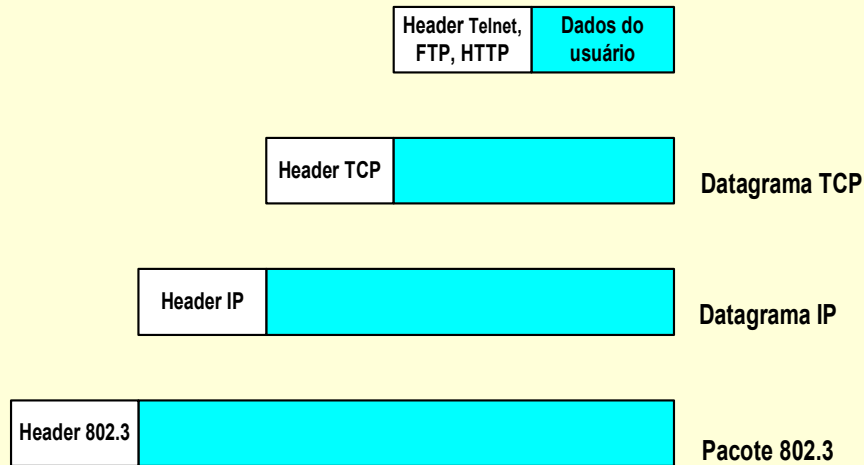 Header Telnet,
FTP, HTTP
Dados do
usuário
Header TCP
Datagrama TCP
Header IP
Datagrama IP
Header 802.3
Pacote 802.3